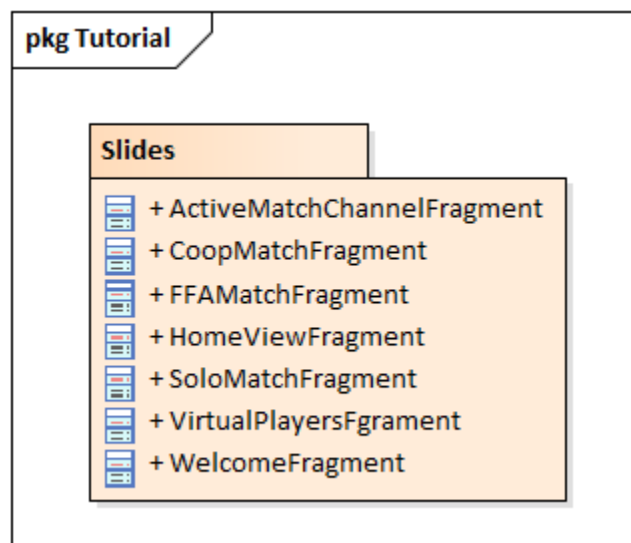 pkg Tutorial
Slides
+ ActiveMatchChannelFragment
+ CoopMatchFragment
+ FFAMatchFragment
+ HomeViewFragment
+ SoloMatchFragment
+ VirtualPlayersFgrament
+ WelcomeFragment